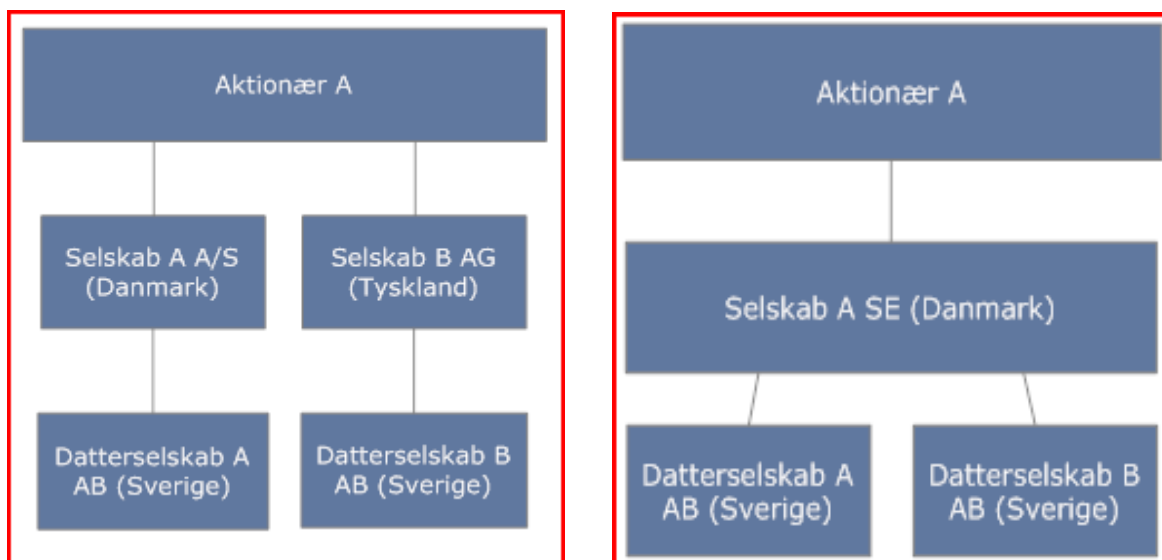 Aktionær A
Selskab A A/S
(Danmark)
Selskab B AG
(Tyskland)
Datterselskab A
AB (Sverige)
Datterselskab B
AB (Sverige)
Aktionær A
Selskab A SE (Danmark)
Datterselskab A
AB (Sverige)
Datterselskab B
AB (Sverige)